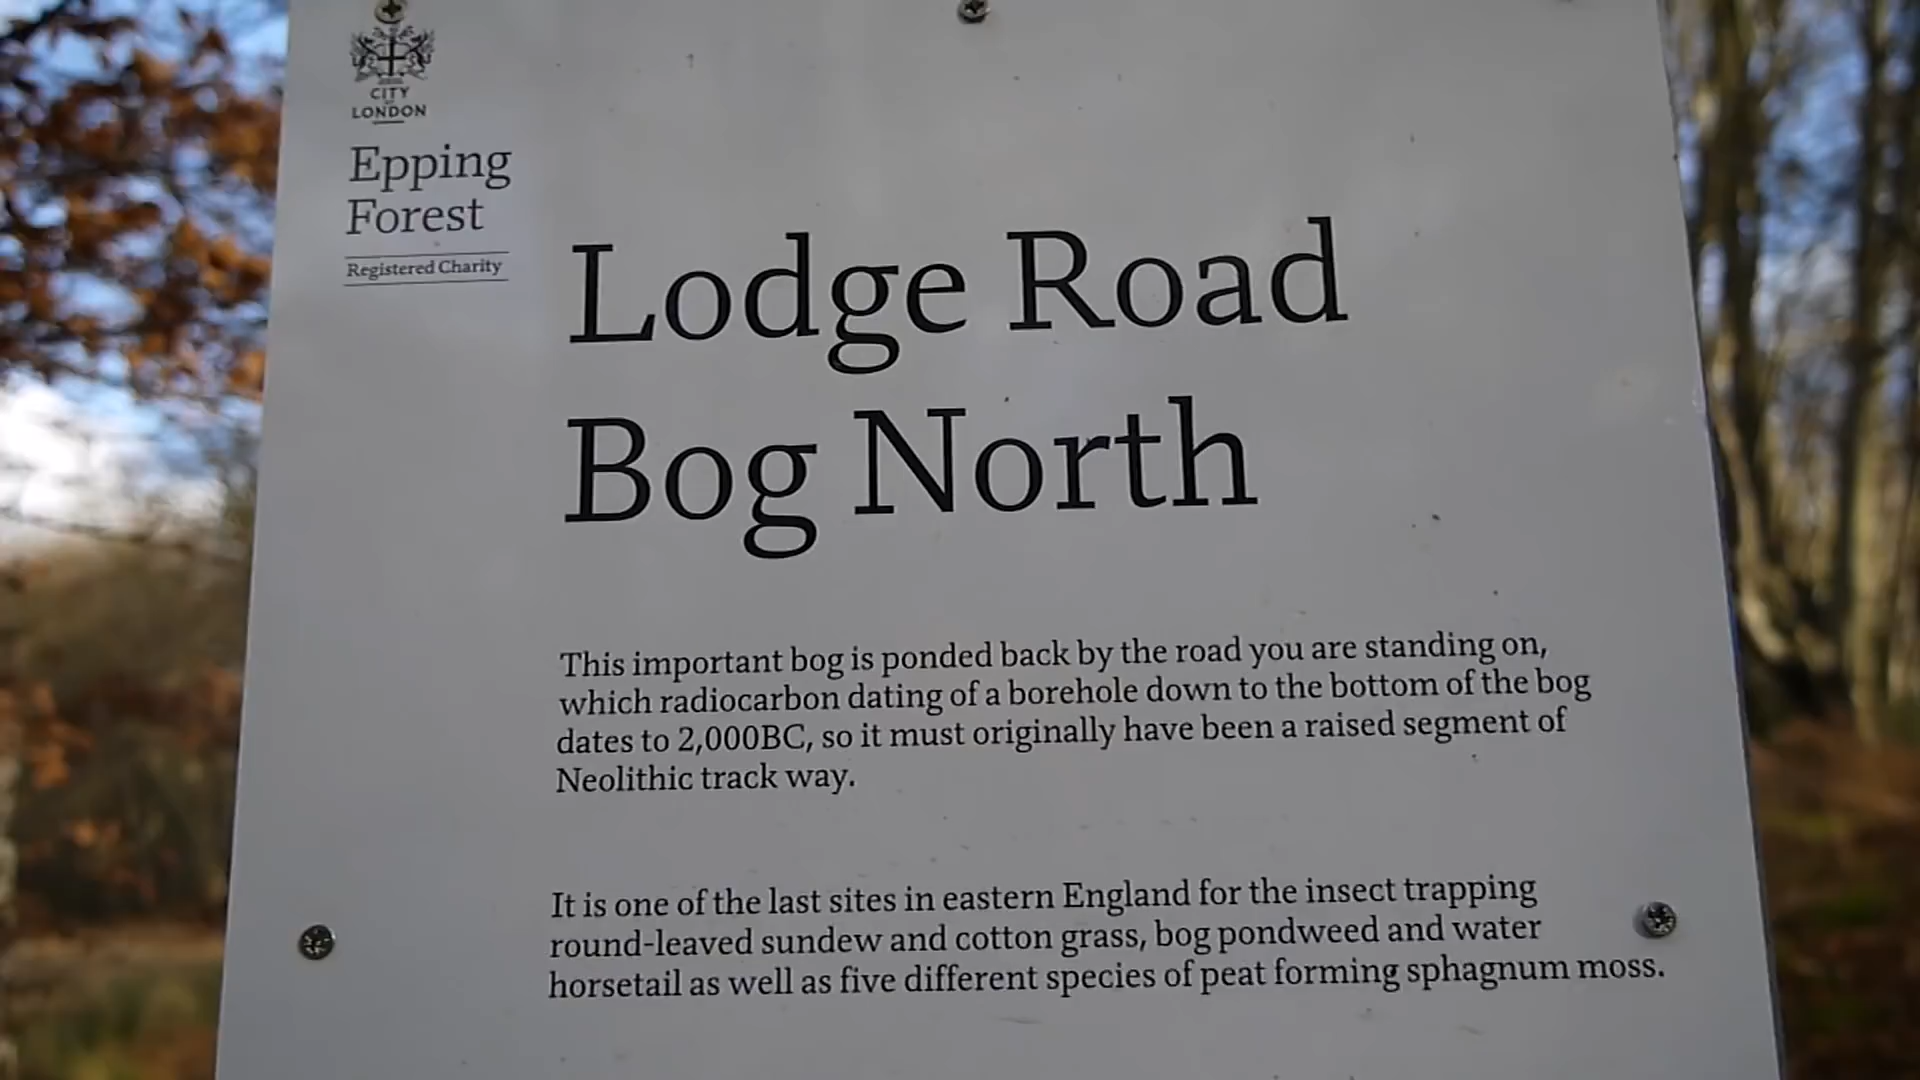 CITY
LONDON
Epping
Forest
Registered Charity
Lodge Road
Bog North
This important bog is ponded back by the road you are standing on,
which radiocarbon dating of a borehole down to the bottom of the bog
dates to 2,000BC, so it must originally have been a raised segment of
Neolithic track way.
It is one of the last sites in eastern England for the insect trapping
round-leaved sundew and cotton grass, bog pondweed and water
horsetail as well as five different species of peat forming sphagnum moss.